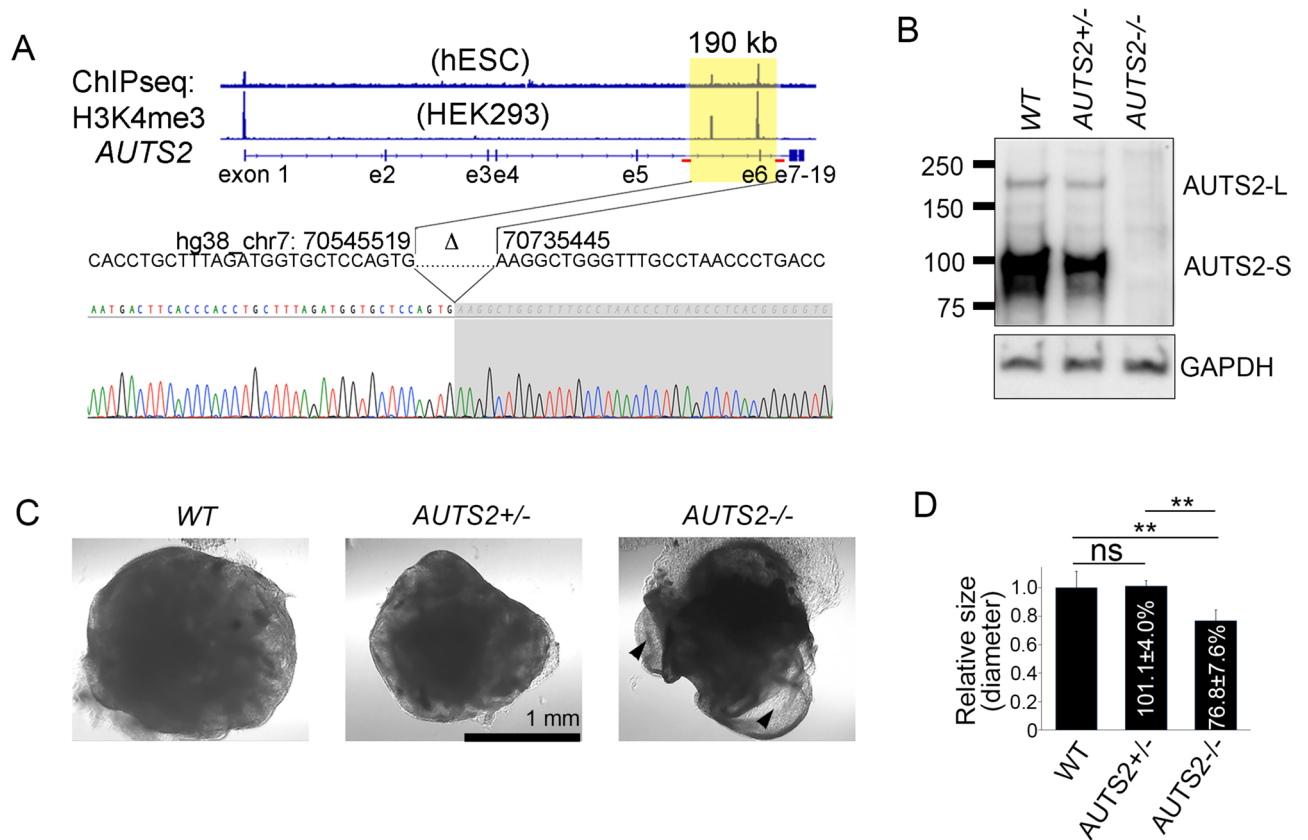 A
190 kb
(hESC)
ChIPseq:
H3K4me3
(HEK293)
AUTS2
exon 1 e2 e3e4 e5 e6 e7-19
hg38_chr7: 70545519 Δ 70735445
CACCTGCTTTAGATGGTGCTCCAGTG..............AAGGCTGGGTTTGCCTAACCCTGACC
AATGACTTCACCCACCTGCTTTAGATGGTGCTCCAGTGAAGGCTGGGTTTGCCTAACCCTGAGCCTCACGGGGGTG
B
WT AUTS2+/- AUTS2-/-
250
150
100
75
AUTS2-L
AUTS2-S
GAPDH
C
WT AUTS2+/- AUTS2-/-
1 mm
D
**
**
ns
Relative size
(diameter)
1.0
0.8
0.6
0.4
0.2
0
101.1±4.0%
76.8±7.6%
WT AUTS2+/- AUTS2-/-